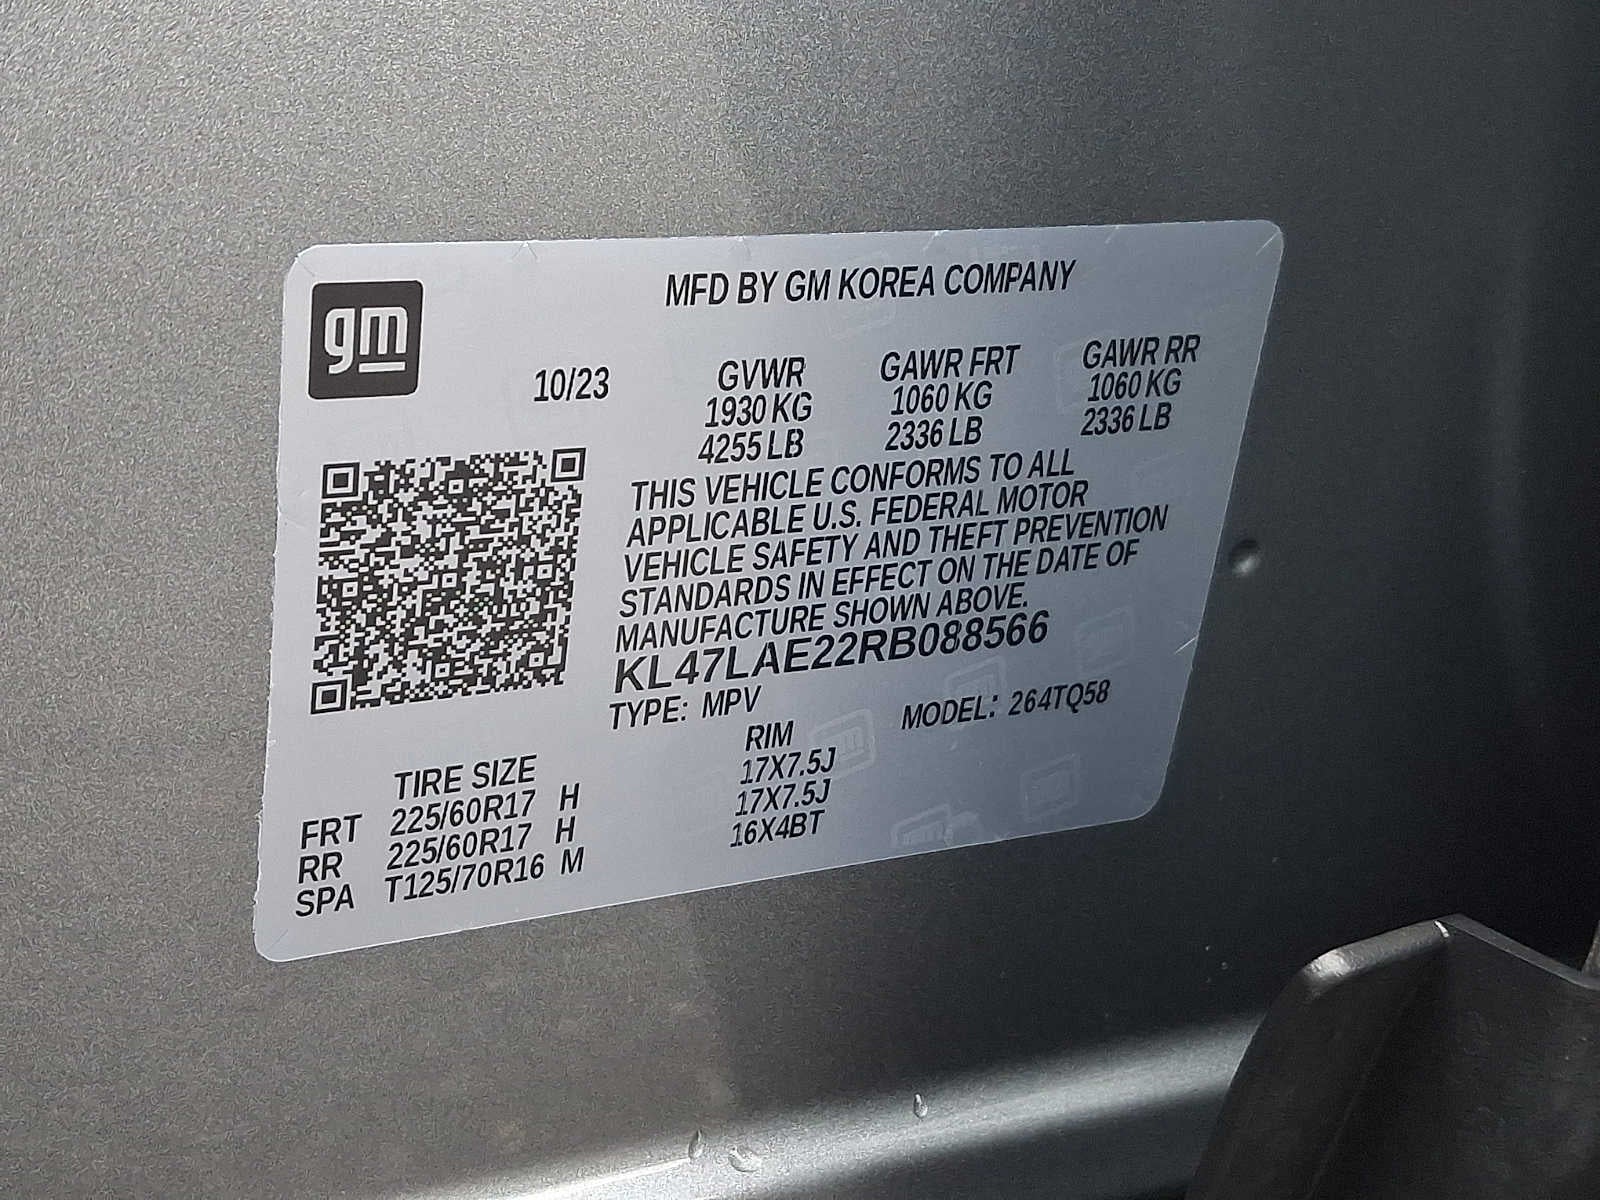 gm
MFD BY GM KOREA COMPANY
10/23 GVWR GAWR FRT GAWR RR
1930 KG 1060 KG 1060 KG
4255 LB 2336 LB 2336 LB
THIS VEHICLE CONFORMS TO ALL
APPLICABLE U.S. FEDERAL MOTOR
VEHICLE SAFETY AND THEFT PREVENTION
STANDARDS IN EFFECT ON THE DATE OF
MANUFACTURE SHOWN ABOVE.
KL47LAE22RB088566
TYPE: MPV MODEL: 264TQ58
TIRE SIZE RIM
FRT 225/60R17 H 17X7.5J
RR 225/60R17 H 17X7.5J
SPA T125/70R16 M 16X4BT